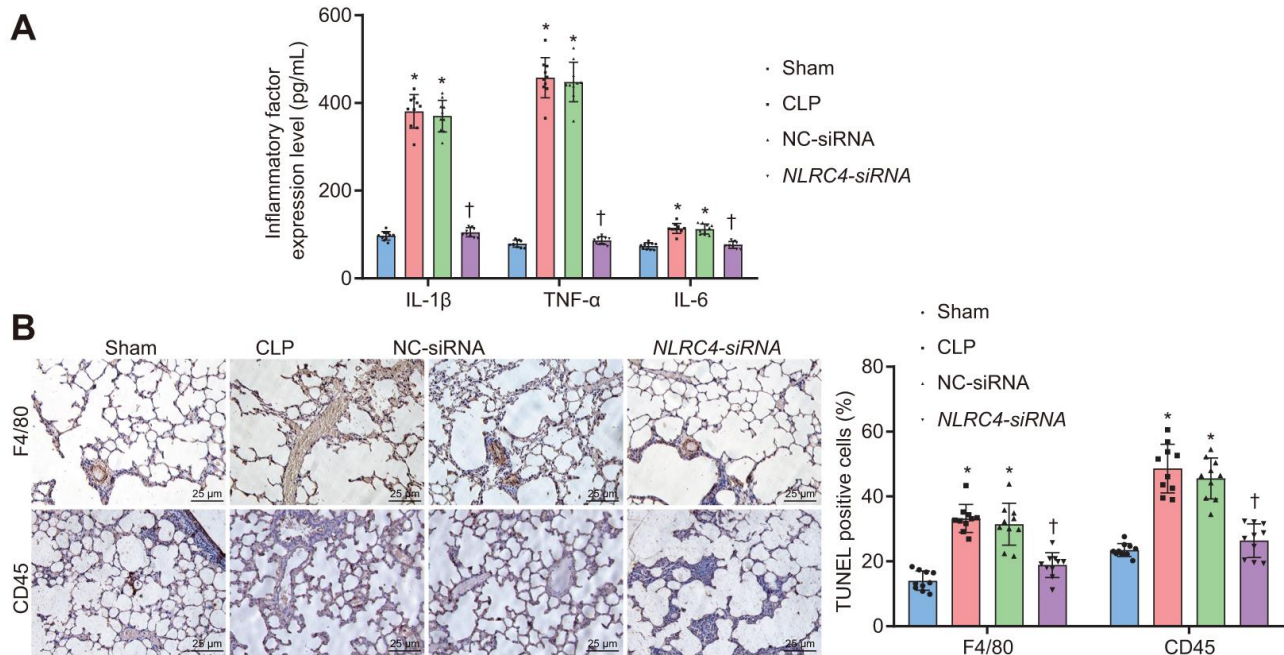 A
Inflammatory factor
expression level (pg/mL)
600
400
200
0
* * * * * *
† † †
IL-1β TNF-α IL-6
Sham
CLP
NC-siRNA
NLRC4-siRNA
B
Sham CLP NC-siRNA NLRC4-siRNA
F4/80
25 µm 25 µm 25 µm 25 µm
CD45
25 µm 25 µm 25 µm 25 µm
Sham
CLP
NC-siRNA
NLRC4-siRNA
TUNEL positive cells (%)
80
60
40
20
0
* * * *
† †
F4/80 CD45